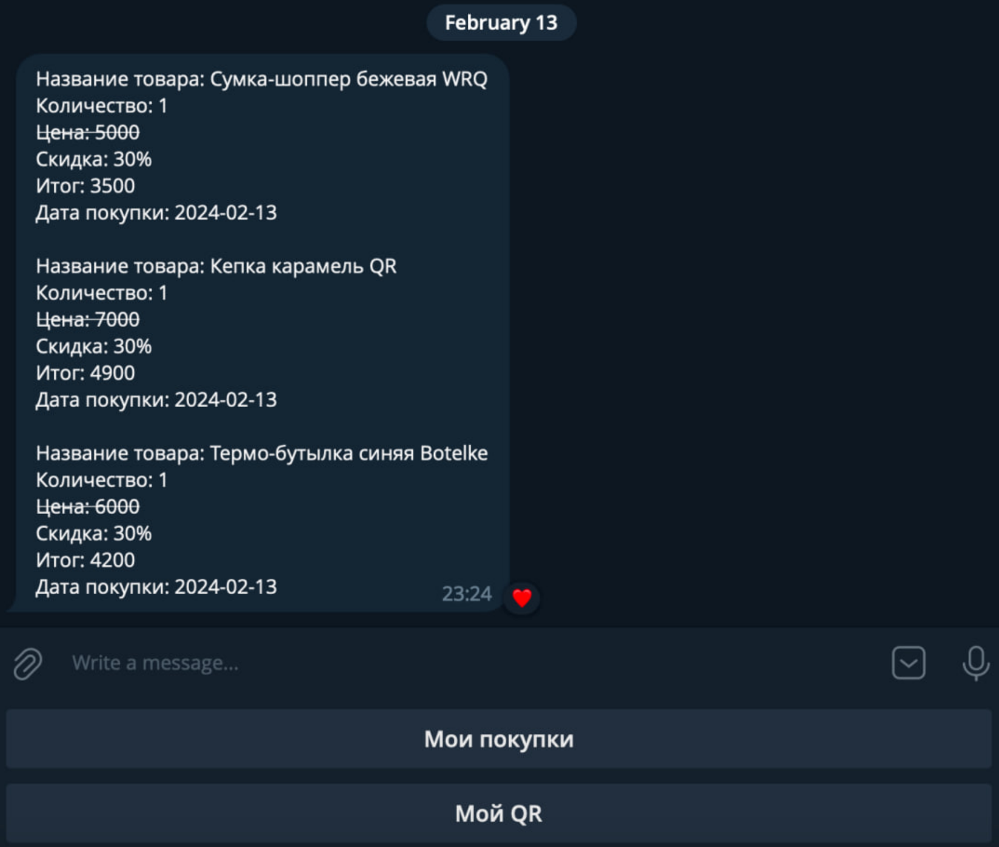 February 13
Название товара: Сумка-шоппер бежевая WRQ
Количество: 1
Цена: 5000
Скидка: 30%
Итог: 3500
Дата покупки: 2024-02-13
Название товара: Кепка карамель QR
Количество: 1
Цена: 7000
Скидка: 30%
Итог: 4900
Дата покупки: 2024-02-13
Название товара: Термо-бутылка синяя Botelke
Количество: 1
Цена: 6000
Скидка: 30%
Итог: 4200
Дата покупки: 2024-02-13
23:24
Write a message...
Мои покупки
Мой QR